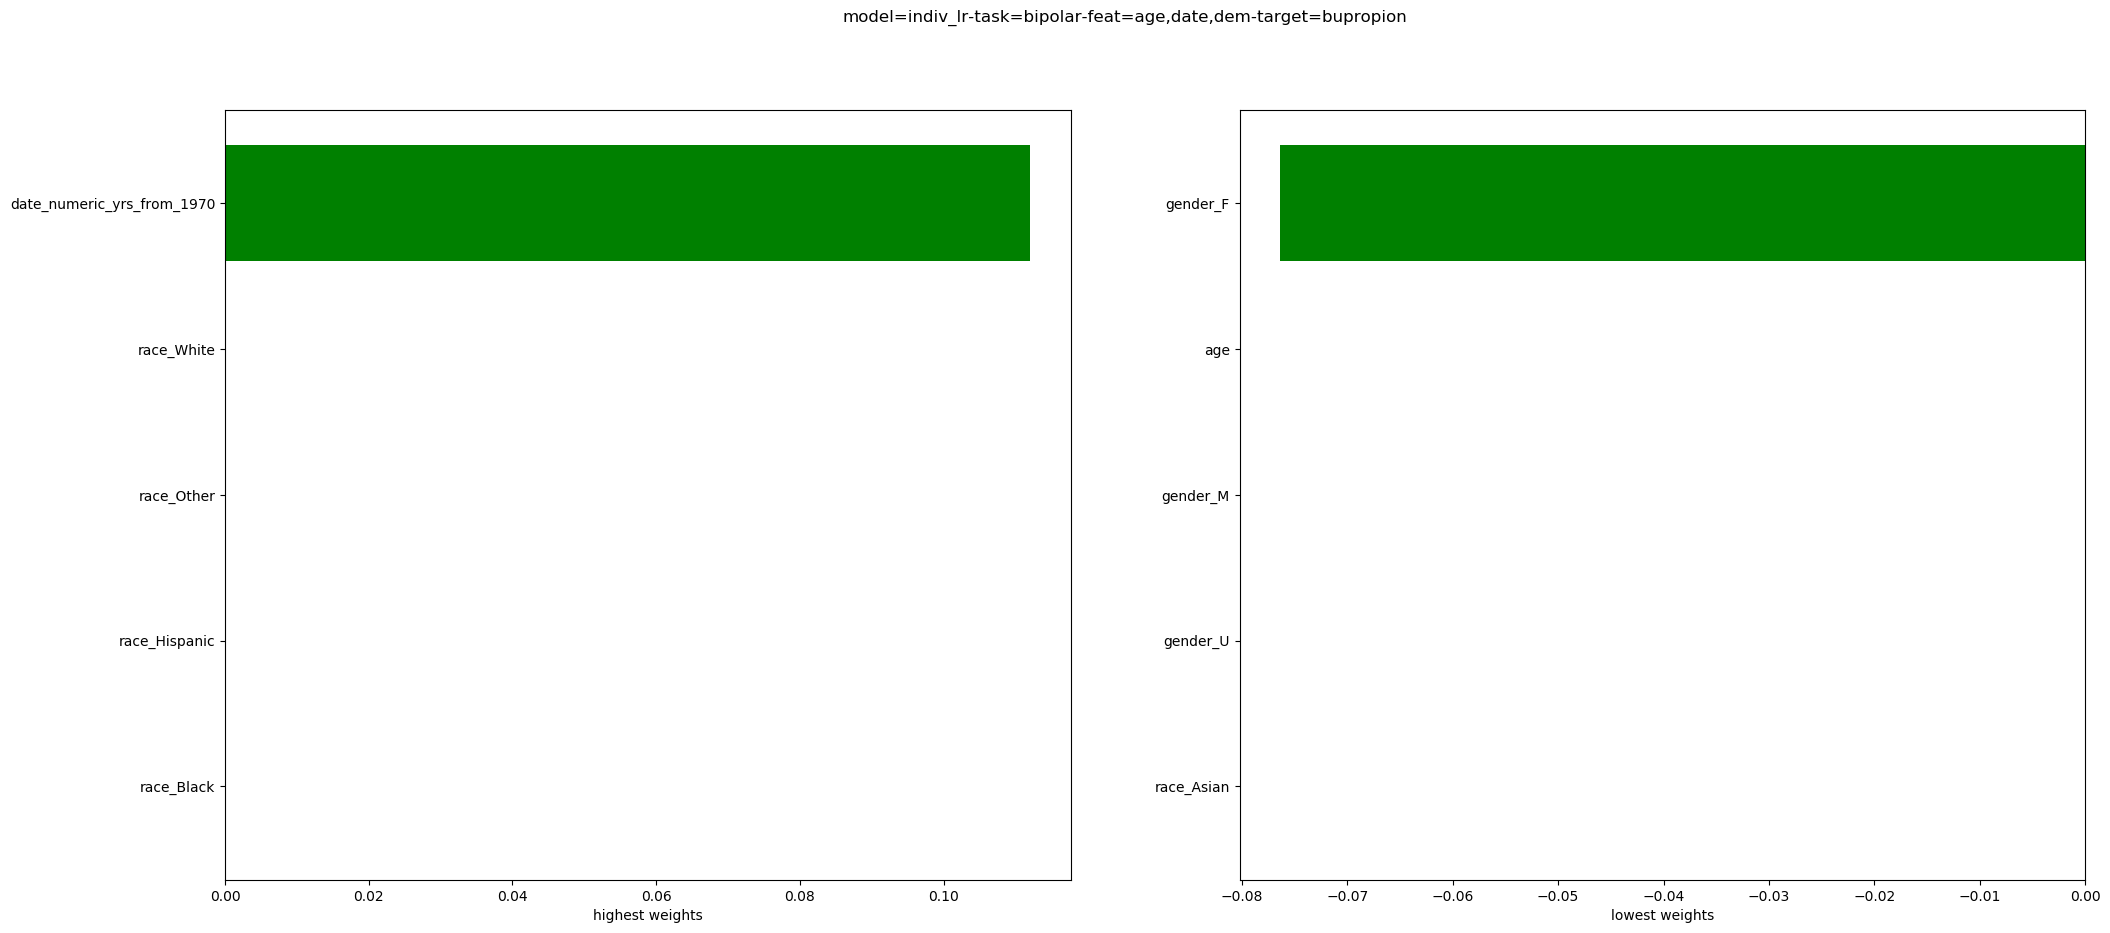 model=indiv_lr-task=bipolar-feat=age,date,dem-target=bupropion
date_numeric_yrs_from_1970
race_White
race_Other
race_Hispanic
race_Black
0.00 0.02 0.04 0.06 0.08 0.10
highest weights
gender_F
age
gender_M
gender_U
race_Asian
−0.08 −0.07 −0.06 −0.05 −0.04 −0.03 −0.02 −0.01 0.00
lowest weights